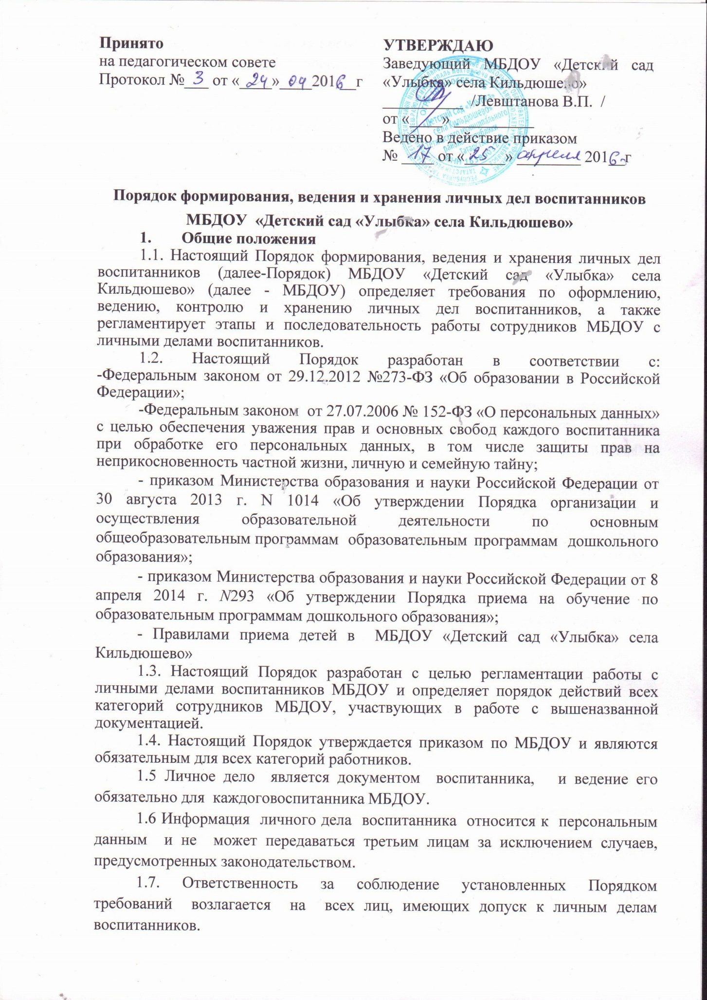 Принято
на педагогическом совете
Протокол № 3 от «24» 04 2016 г
УТВЕРЖДАЮ
Заведующий МБДОУ «Детский сад
«Улыбка» села Кильдюшево»
__________ /Левштанова В.П. /
от «____» __________
Ведено в действие приказом
№ 17 от «25» апреля 2016 г
Порядок формирования, ведения и хранения личных дел воспитанников
МБДОУ «Детский сад «Улыбка» села Кильдюшево»
1. Общие положения
1.1. Настоящий Порядок формирования, ведения и хранения личных дел
воспитанников (далее-Порядок) МБДОУ «Детский сад «Улыбка» села
Кильдюшево» (далее - МБДОУ) определяет требования по оформлению,
ведению, контролю и хранению личных дел воспитанников, а также
регламентирует этапы и последовательность работы сотрудников МБДОУ с
личными делами воспитанников.
1.2. Настоящий Порядок разработан в соответствии с:
-Федеральным законом от 29.12.2012 №273-ФЗ «Об образовании в Российской
Федерации»;
-Федеральным законом от 27.07.2006 № 152-ФЗ «О персональных данных»
с целью обеспечения уважения прав и основных свобод каждого воспитанника
при обработке его персональных данных, в том числе защиты прав на
неприкосновенность частной жизни, личную и семейную тайну;
- приказом Министерства образования и науки Российской Федерации от
30 августа 2013 г. N 1014 «Об утверждении Порядка организации и
осуществления образовательной деятельности по основным
общеобразовательным программам образовательным программам дошкольного
образования»;
- приказом Министерства образования и науки Российской Федерации от 8
апреля 2014 г. N293 «Об утверждении Порядка приема на обучение по
образовательным программам дошкольного образования»;
- Правилами приема детей в МБДОУ «Детский сад «Улыбка» села
Кильдюшево»
1.3. Настоящий Порядок разработан с целью регламентации работы с
личными делами воспитанников МБДОУ и определяет порядок действий всех
категорий сотрудников МБДОУ, участвующих в работе с вышеназванной
документацией.
1.4. Настоящий Порядок утверждается приказом по МБДОУ и являются
обязательным для всех категорий работников.
1.5 Личное дело является документом воспитанника, и ведение его
обязательно для каждоговоспитанника МБДОУ.
1.6 Информация личного дела воспитанника относится к персональным
данным и не может передаваться третьим лицам за исключением случаев,
предусмотренных законодательством.
1.7. Ответственность за соблюдение установленных Порядком
требований возлагается на всех лиц, имеющих допуск к личным делам
воспитанников.